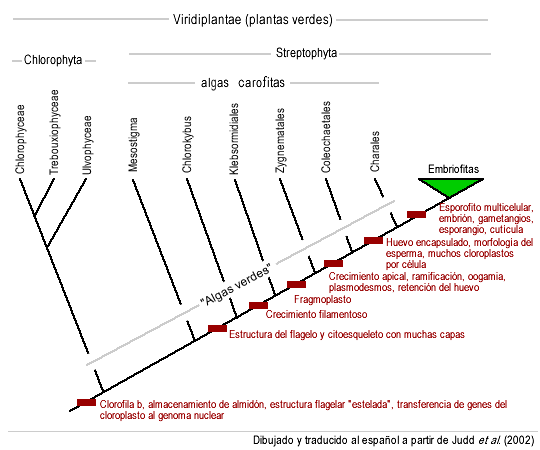 Viridiplantae (plantas verdes)
Streptophyta
Chlorophyta
algas carofitas
Chlorophyceae
Trebouxiophyceae
Ulvophyceae
Mesostigma
Chlorokybus
Klebsormidiales
Zygnematales
Coleochaetales
Charales
Embriofitas
Esporofito multicelular,
embrión, gametangios,
esporangio, cutícula
Huevo encapsulado, morfología del
esperma, muchos cloroplastos
por célula
Crecimiento apical, ramificación, oogamia,
plasmodesmos, retención del huevo
Fragmoplasto
Crecimiento filamentoso
"Algas verdes"
Estructura del flagelo y citoesqueleto con muchas capas
Clorofila b, almacenamiento de almidón, estructura flagelar "estelada", transferencia de genes del
cloroplasto al genoma nuclear
Dibujado y traducido al español a partir de Judd et al. (2002)